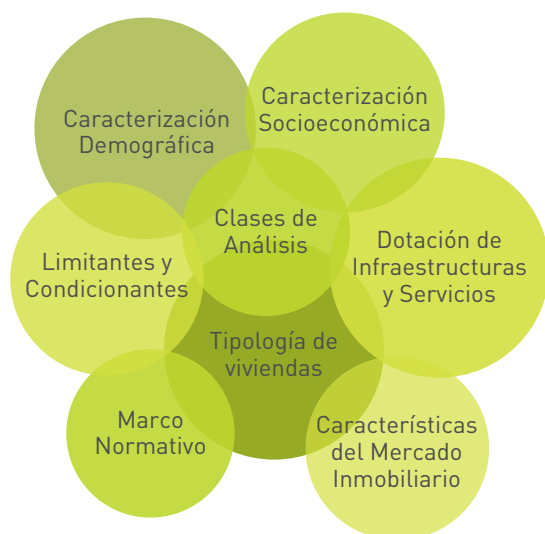 Caracterización
Demográfica
Caracterización
Socioeconómica
Clases de
Análisis
Limitantes y
Condicionantes
Dotación de
Infraestructuras
y Servicios
Tipología de
viviendas
Marco
Normativo
Características
del Mercado
Inmobiliario